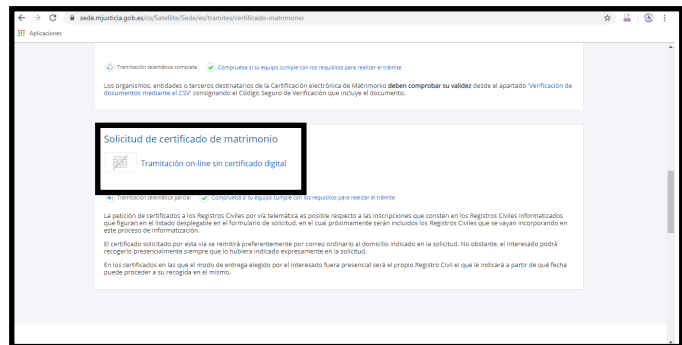 sede.mjusticia.gob.es/cs/Satellite/Sede/es/tramites/certificado-matrimonio
Aplicaciones
Tramitación telemática completa Comprueba si tu equipo cumple con los requisitos para realizar el trámite
Los organismos, entidades o terceros destinatarios de la Certificación electrónica de Matrimonio deben comprobar su validez desde el apartado 'Verificación de
documentos mediante el CSV' consignando el Código Seguro de Verificación que incluye el documento.
Solicitud de certificado de matrimonio
Tramitación on-line sin certificado digital
Tramitación telemática parcial Comprueba si tu equipo cumple con los requisitos para realizar el trámite
La petición de certificados a los Registros Civiles por vía telemática es posible respecto a las inscripciones que consten en los Registros Civiles informatizados
que figuran en el listado desplegable en el formulario de solicitud, en el cual próximamente serán incluidos los Registros Civiles que se vayan incorporando en
este proceso de informatización.
El certificado solicitado por esta vía se remitirá preferentemente por correo ordinario al domicilio indicado en la solicitud. No obstante, el interesado podrá
recogerlo presencialmente siempre que lo hubiera indicado expresamente en la solicitud.
En los certificados en las que el modo de entrega elegido por el interesado fuera presencial será el propio Registro Civil el que le indicará a partir de qué fecha
puede proceder a su recogida en el mismo.